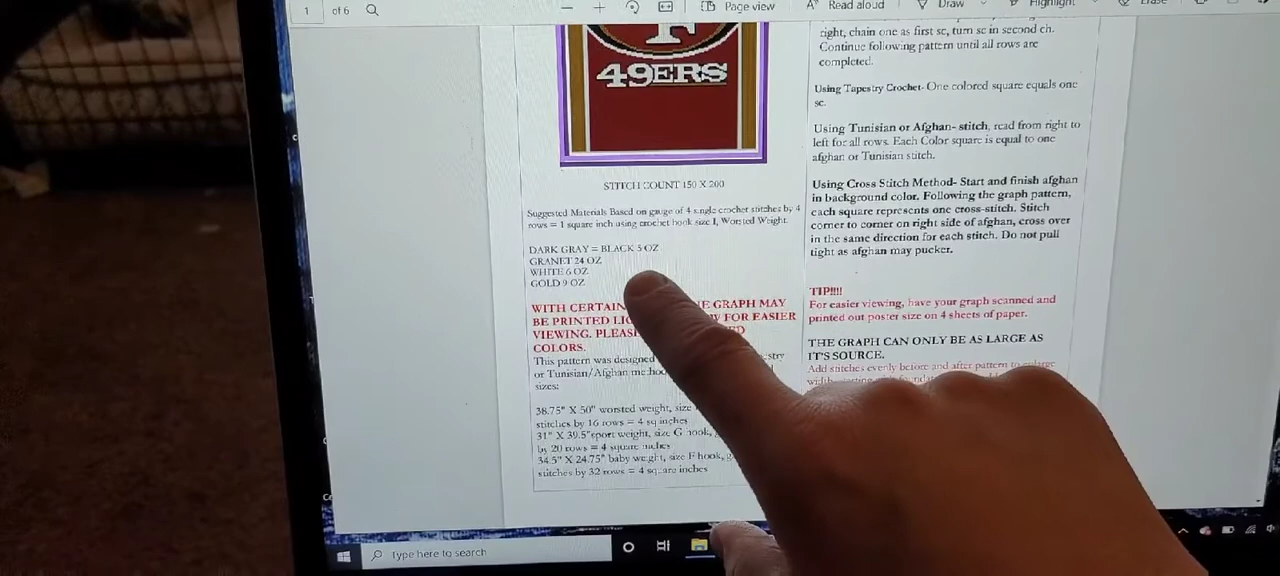 1 of 6
Page view
Read aloud
Draw
Highlight
Erase
F
49ERS
STITCH COUNT 150 X 200
Suggested Materials Based on gauge of 4 single crochet stitches by 4
rows = 1 square inch using crochet hook size I, Worsted Weight.
DARK GRAY = BLACK 5 OZ
GRANET 24 OZ
WHITE 6 OZ
GOLD 9 OZ
WITH CERTAIN GRAPH MAY
BE PRINTED FOR EASIER
VIEWING.
COLORS.
This pattern was designed
or Tunisian/Afghan
sizes:
38.75" X 50" worsted weight, size
stitches by 16 rows = 4 sq inches
31" X 39.5" sport weight, size G hook,
by 20 rows = 4 square inches
34.5" X 24.75" baby weight, size F hook,
stitches by 32 rows = 4 square inches
right, chain one as first sc, turn sc in second ch.
Continue following pattern until all rows are
completed.
Using Tapestry Crochet- One colored square equals one
sc.
Using Tunisian or Afghan- stitch, read from right to
left for all rows. Each Color square is equal to one
afghan or Tunisian stitch.
Using Cross Stitch Method- Start and finish afghan
in background color. Following the graph pattern,
each square represents one cross-stitch. Stitch
corner to corner on right side of afghan, cross over
in the same direction for each stitch. Do not pull
tight as afghan may pucker.
TIP!!!!
For easier viewing, have your graph scanned and
printed out poster size on 4 sheets of paper.
THE GRAPH CAN ONLY BE AS LARGE AS
IT'S SOURCE.
Add stitches evenly before and after pattern to enlarge
Type here to search